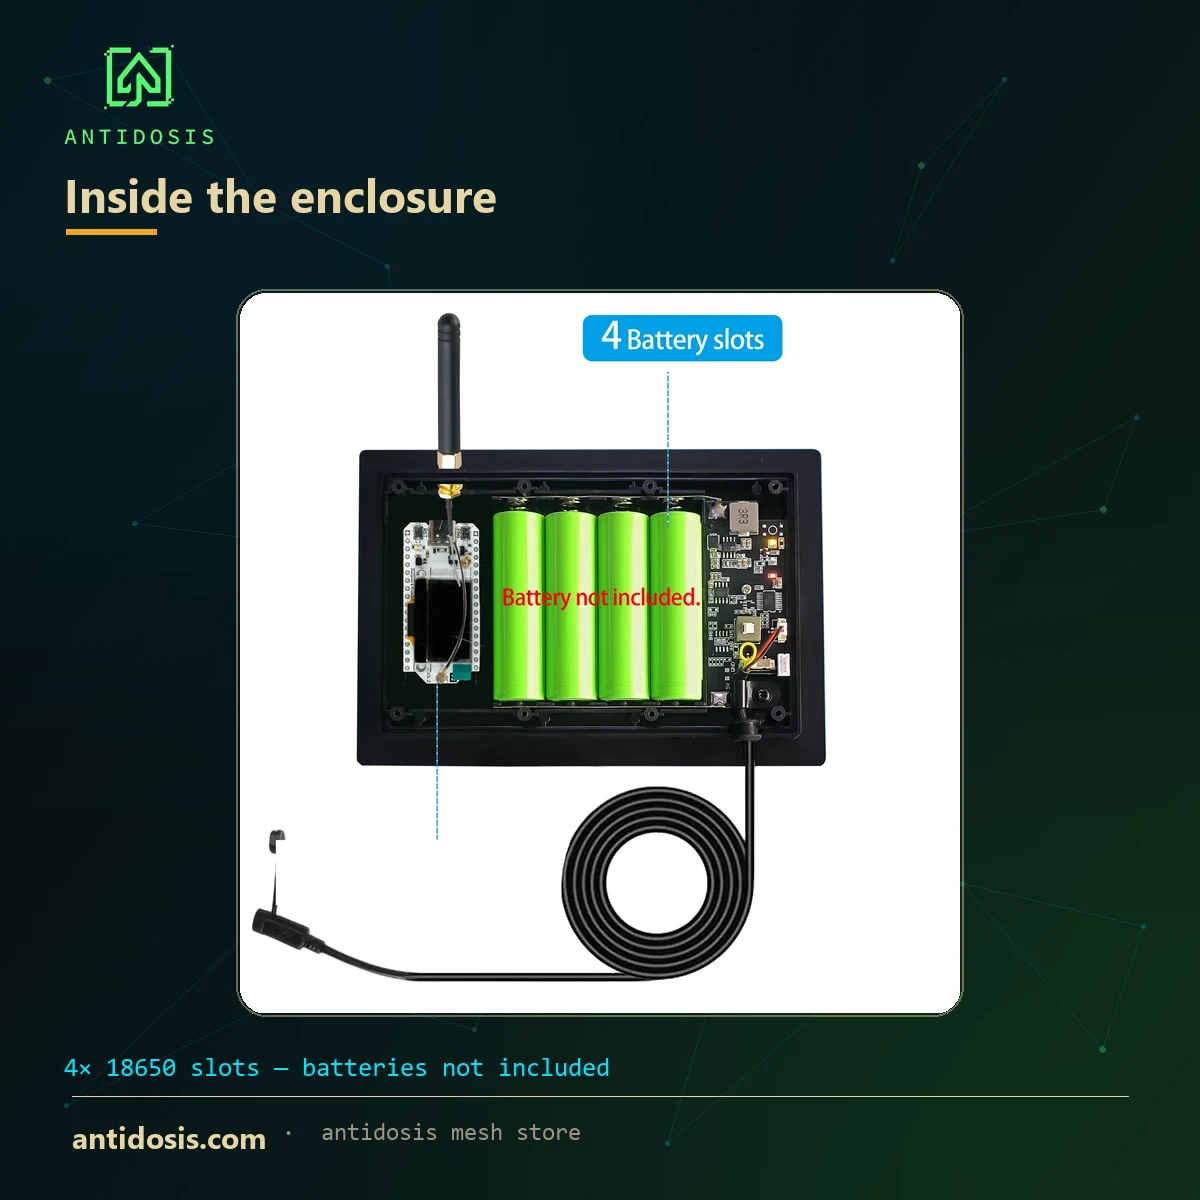 ANTIDOSIS
Inside the enclosure
4 Battery slots
3R3
Battery not included.
4× 18650 slots — batteries not included
antidosis.com · antidosis mesh store